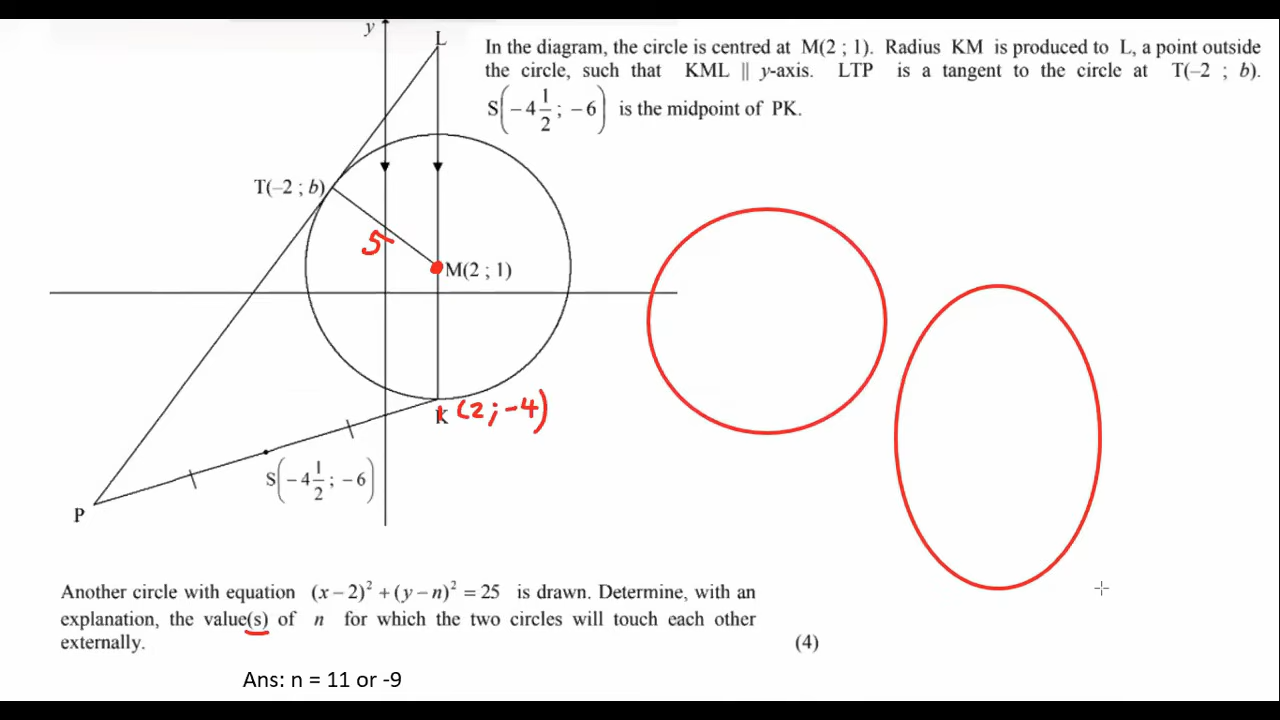 y
L
In the diagram, the circle is centred at M(2 ; 1). Radius KM is produced to L, a point outside
the circle, such that KML || y-axis. LTP is a tangent to the circle at T(−2 ; b).
S(−4 1/2 ; −6) is the midpoint of PK.
T(−2 ; b)
5
M(2 ; 1)
K (2 ; −4)
S(−4 1/2 ; −6)
P
Another circle with equation (x − 2)² + (y − n)² = 25 is drawn. Determine, with an
explanation, the value(s) of n for which the two circles will touch each other
externally. (4)
Ans: n = 11 or -9